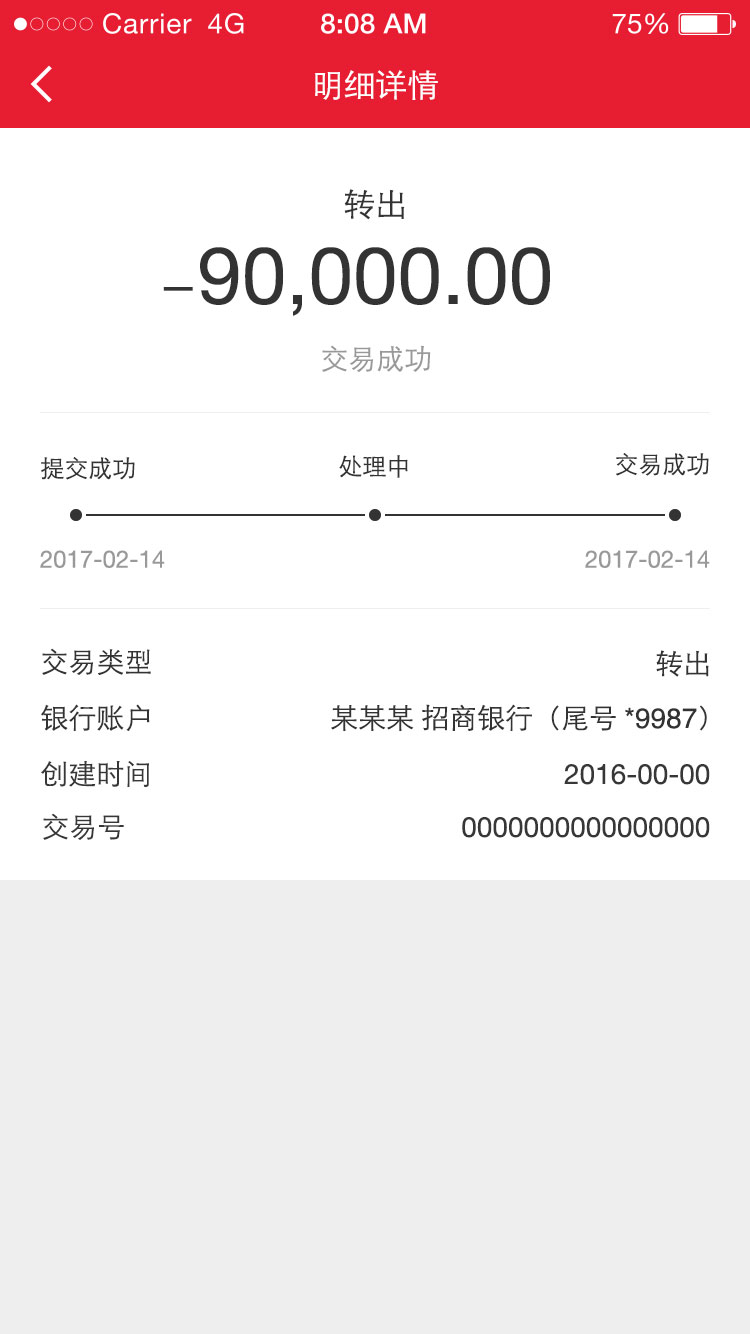 Carrier 4G 8:08 AM 75%
明细详情
转出
–90,000.00
交易成功
提交成功 处理中 交易成功
2017-02-14 2017-02-14
交易类型 转出
银行账户 某某某 招商银行（尾号 *9987）
创建时间 2016-00-00
交易号 0000000000000000